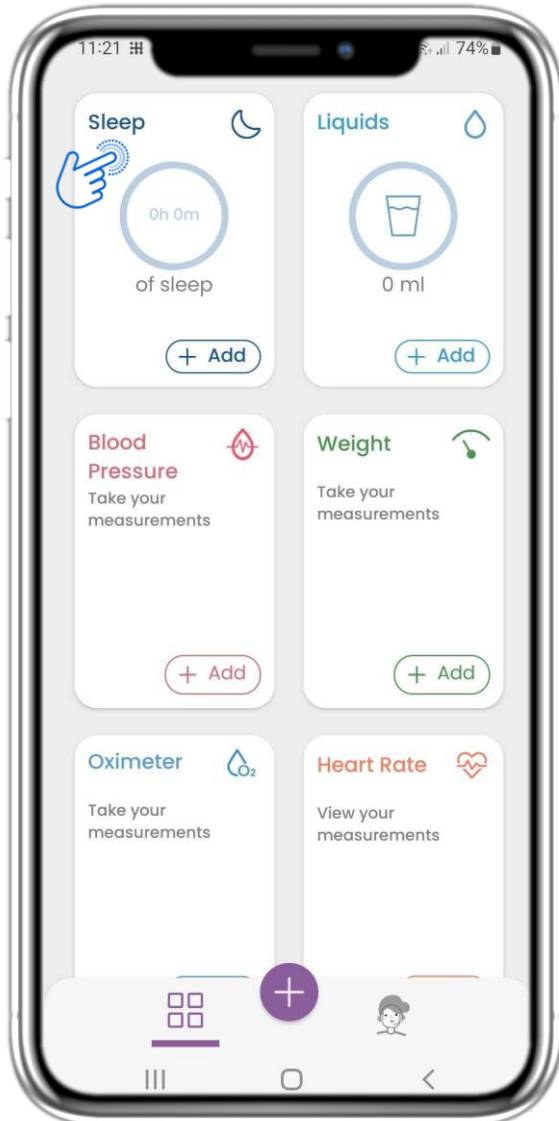 11:21
74%
Sleep
0h 0m
of sleep
+ Add
Liquids
0 ml
+ Add
Blood
Pressure
Take your
measurements
+ Add
Weight
Take your
measurements
+ Add
Oximeter
O2
Take your
measurements
Heart Rate
View your
measurements